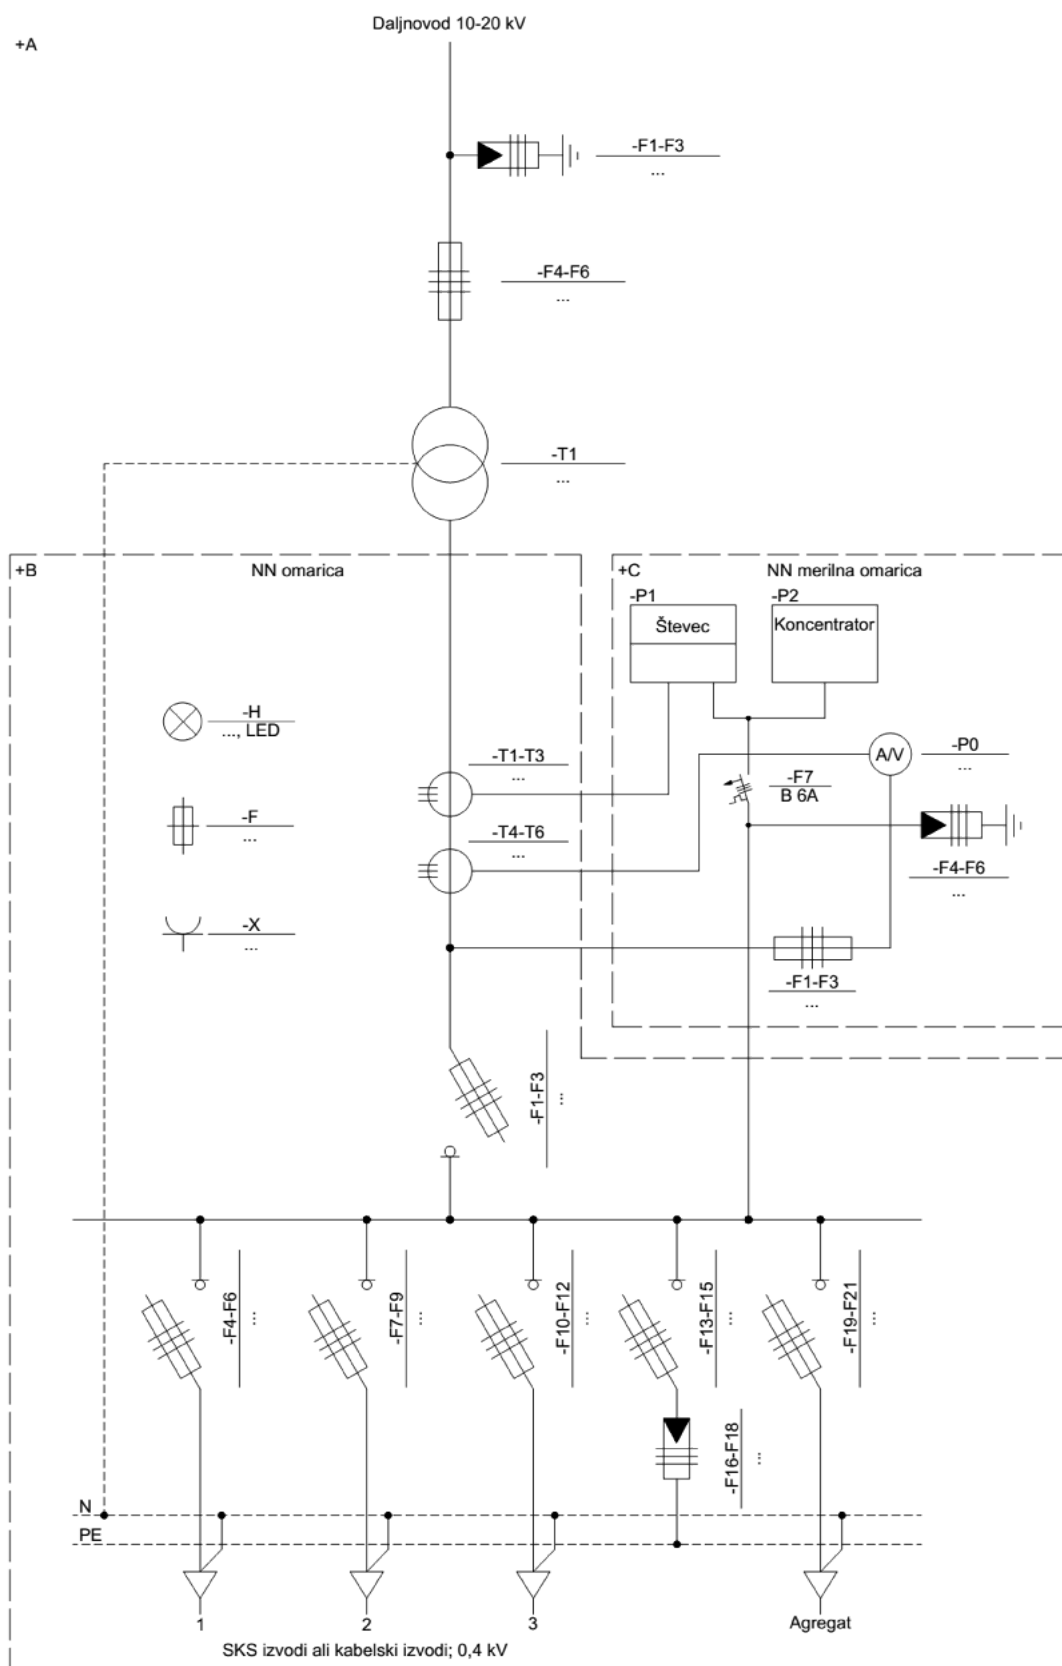 Daljnovod 10-20 kV
+A
-F1-F3
...
-F4-F6
...
-T1
...
+B
NN omarica
+C
NN merilna omarica
-P1
Števec
-P2
Koncentrator
-H
..., LED
-T1-T3
...
-F7
B 6A
A/V
-P0
...
-F
...
-T4-T6
...
-F4-F6
...
-X
...
-F1-F3
...
-F1-F3
...
-F4-F6
...
-F7-F9
...
-F10-F12
...
-F13-F15
...
-F19-F21
...
-F16-F18
...
N
PE
1
2
3
Agregat
SKS izvodi ali kabelski izvodi; 0,4 kV